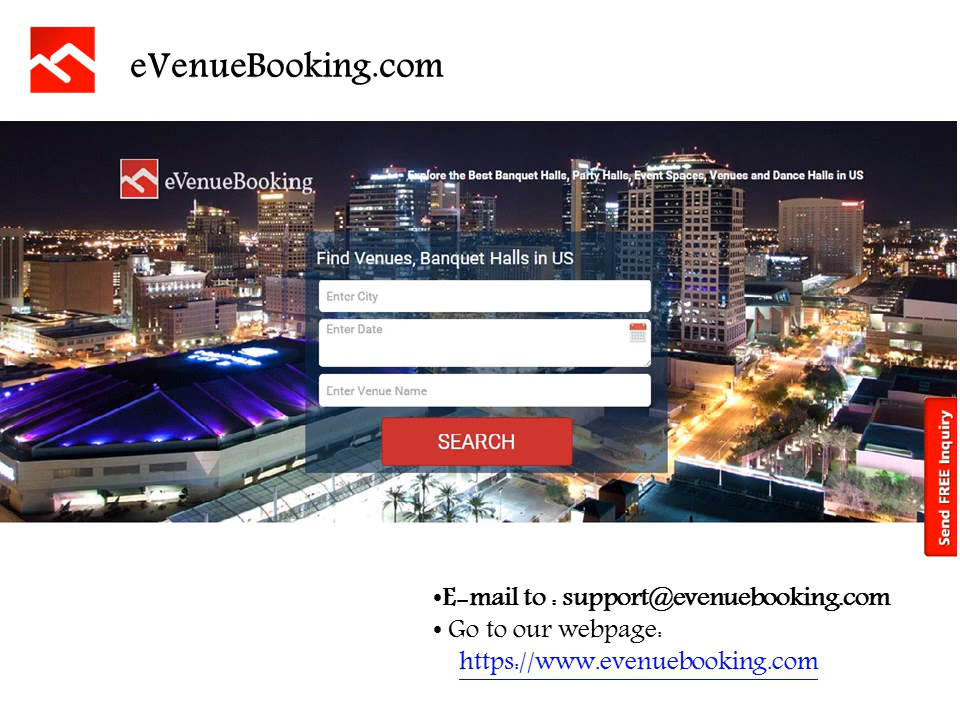 eVenueBooking.com
eVenueBooking
Explore the Best Banquet Halls, Party Halls, Event Spaces, Venues and Dance Halls in US
Find Venues, Banquet Halls in US
Enter City
Enter Date
Enter Venue Name
SEARCH
Send FREE Inquiry
•E-mail to : support@evenuebooking.com
• Go to our webpage:
https://www.evenuebooking.com